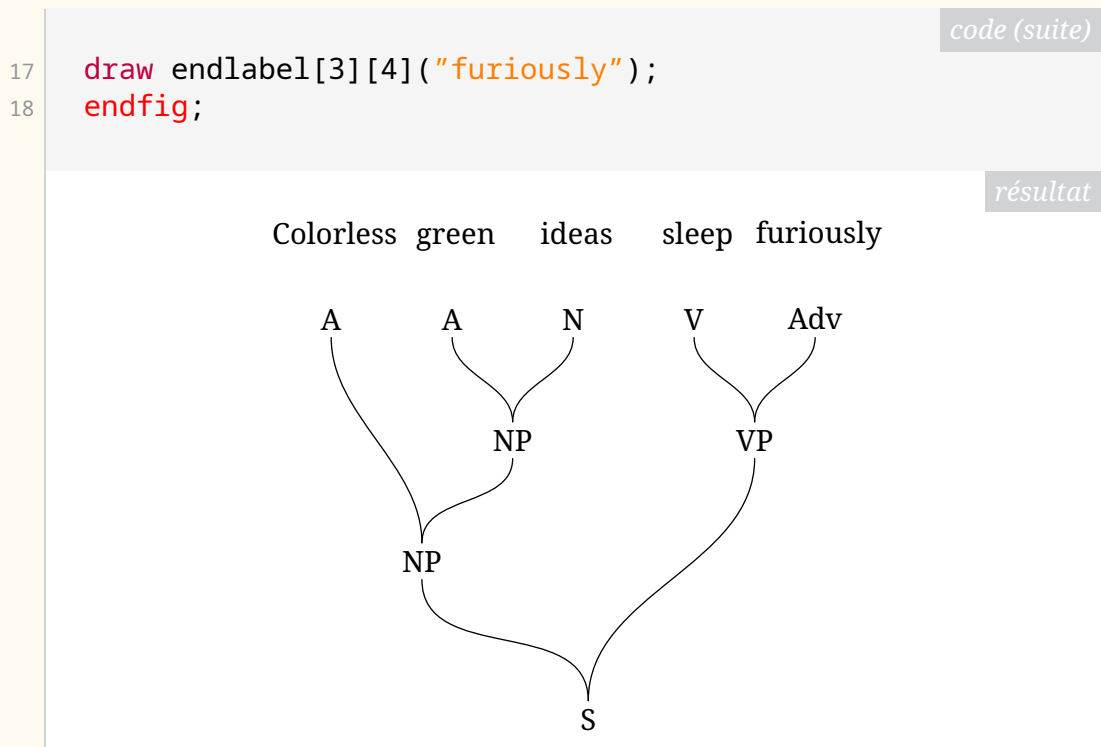 code (suite)
17 draw endlabel[3][4]("furiously");
18 endfig;
résultat
Colorless green ideas sleep furiously
A A N V Adv
NP VP
NP
S